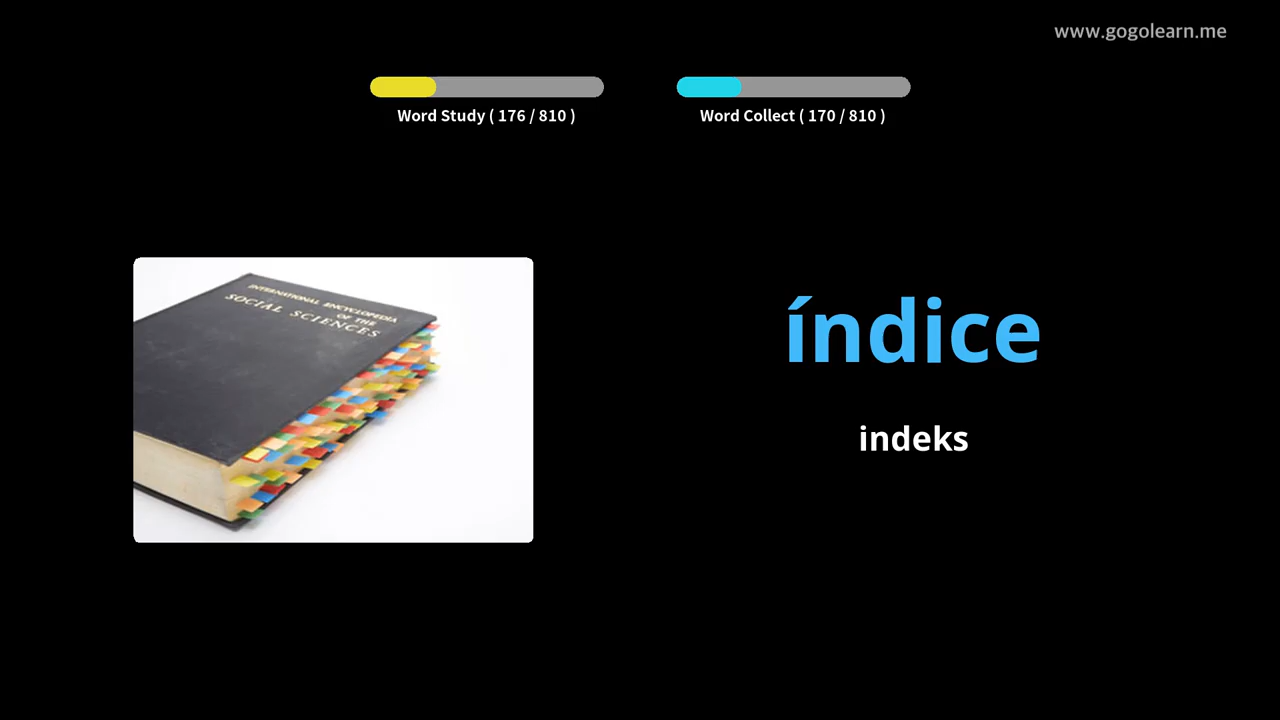 www.gogolearn.me
Word Study ( 176 / 810 )
Word Collect ( 170 / 810 )
INTERNATIONAL ENCYCLOPEDIA
OF THE
SOCIAL SCIENCES
índice
indeks